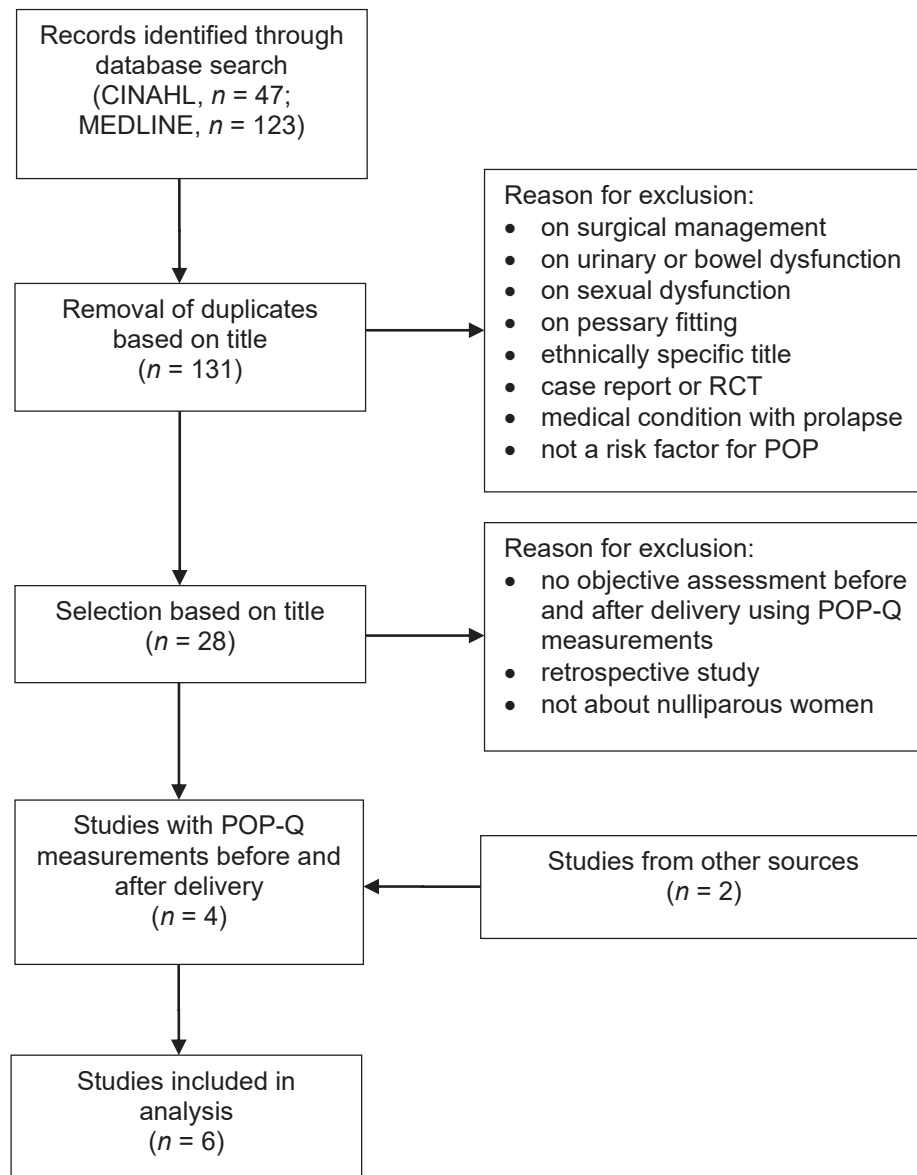 Records identified through
database search
(CINAHL, n = 47;
MEDLINE, n = 123)
Reason for exclusion:
• on surgical management
• on urinary or bowel dysfunction
• on sexual dysfunction
• on pessary fitting
• ethnically specific title
• case report or RCT
• medical condition with prolapse
• not a risk factor for POP
Removal of duplicates
based on title
(n = 131)
Reason for exclusion:
• no objective assessment before
and after delivery using POP-Q
measurements
• retrospective study
• not about nulliparous women
Selection based on title
(n = 28)
Studies with POP-Q
measurements before and
after delivery
(n = 4)
Studies from other sources
(n = 2)
Studies included in
analysis
(n = 6)